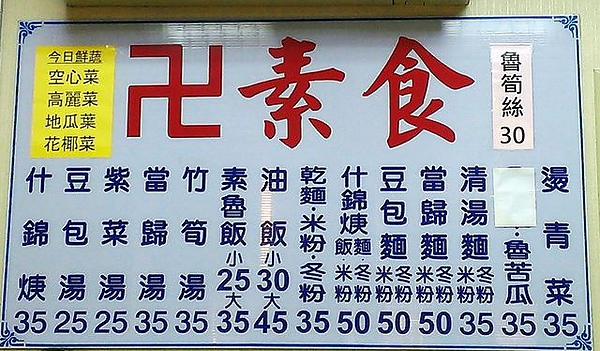 今日鮮蔬
空心菜
高麗菜
地瓜葉
花椰菜
卍素食
魯筍絲30
什錦焿35
豆包湯25
紫菜湯25
當歸湯35
竹筍湯35
素魯飯小25大35
油飯小30大45
乾麵·米粉·冬粉35
什錦焿飯·麵·米粉·冬粉50
豆包麵米粉·冬粉50
當歸麵米粉·冬粉50
清湯麵米粉·冬粉35
·魯苦瓜35
燙青菜35